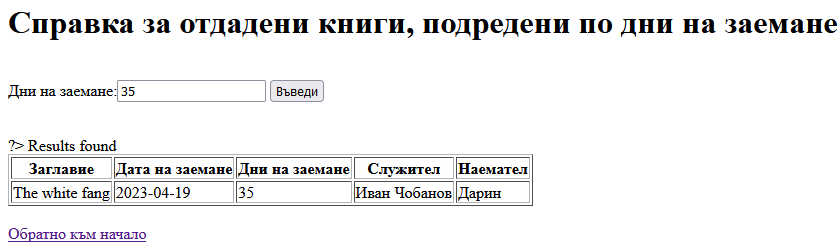 Справка за отдадени книги, подредени по дни на заемане
Дни на заемане: 35 Въведи
?> Results found
Заглавие Дата на заемане Дни на заемане Служител Наемател
The white fang 2023-04-19 35 Иван Чобанов Дарин
Обратно към начало